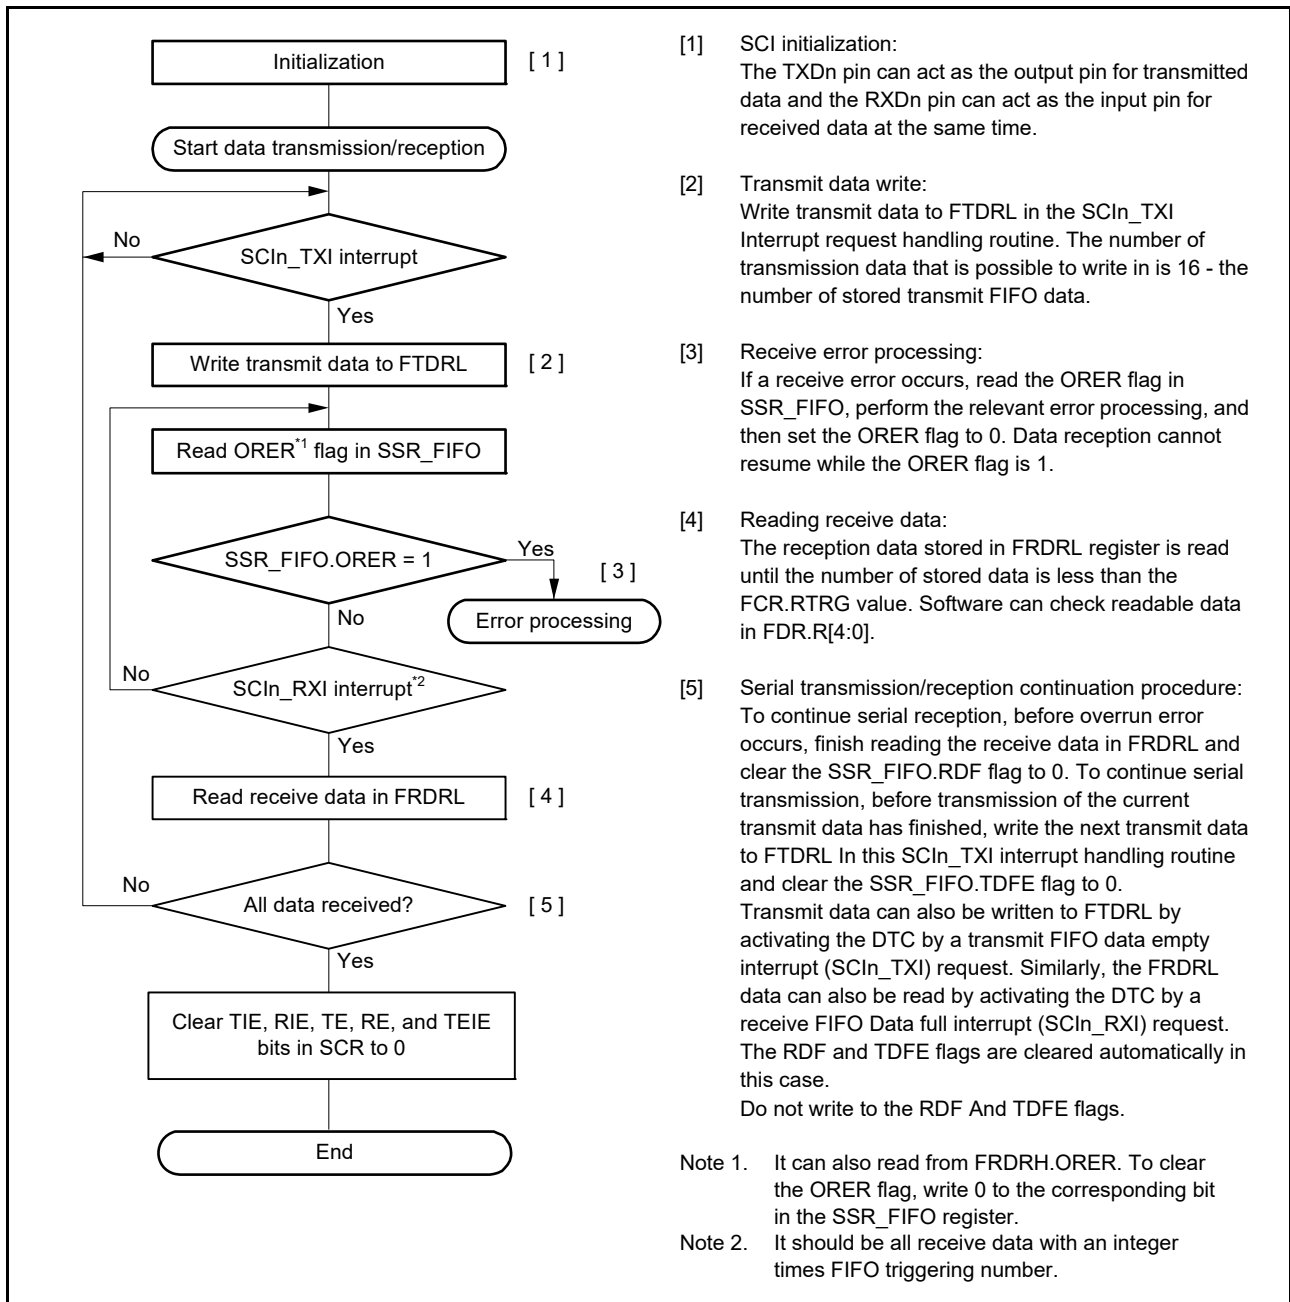 Initialization
[ 1 ]
Start data transmission/reception
No
SCIn_TXI interrupt
Yes
Write transmit data to FTDRL
[ 2 ]
Read ORER*1 flag in SSR_FIFO
SSR_FIFO.ORER = 1
Yes
[ 3 ]
Error processing
No
No
SCIn_RXI interrupt*2
Yes
Read receive data in FRDRL
[ 4 ]
No
All data received?
[ 5 ]
Yes
Clear TIE, RIE, TE, RE, and TEIE
bits in SCR to 0
End
[1] SCI initialization:
The TXDn pin can act as the output pin for transmitted
data and the RXDn pin can act as the input pin for
received data at the same time.
[2] Transmit data write:
Write transmit data to FTDRL in the SCIn_TXI
Interrupt request handling routine. The number of
transmission data that is possible to write in is 16 - the
number of stored transmit FIFO data.
[3] Receive error processing:
If a receive error occurs, read the ORER flag in
SSR_FIFO, perform the relevant error processing, and
then set the ORER flag to 0. Data reception cannot
resume while the ORER flag is 1.
[4] Reading receive data:
The reception data stored in FRDRL register is read
until the number of stored data is less than the
FCR.RTRG value. Software can check readable data
in FDR.R[4:0].
[5] Serial transmission/reception continuation procedure:
To continue serial reception, before overrun error
occurs, finish reading the receive data in FRDRL and
clear the SSR_FIFO.RDF flag to 0. To continue serial
transmission, before transmission of the current
transmit data has finished, write the next transmit data
to FTDRL In this SCIn_TXI interrupt handling routine
and clear the SSR_FIFO.TDFE flag to 0.
Transmit data can also be written to FTDRL by
activating the DTC by a transmit FIFO data empty
interrupt (SCIn_TXI) request. Similarly, the FRDRL
data can also be read by activating the DTC by a
receive FIFO Data full interrupt (SCIn_RXI) request.
The RDF and TDFE flags are cleared automatically in
this case.
Do not write to the RDF And TDFE flags.
Note 1. It can also read from FRDRH.ORER. To clear
the ORER flag, write 0 to the corresponding bit
in the SSR_FIFO register.
Note 2. It should be all receive data with an integer
times FIFO triggering number.